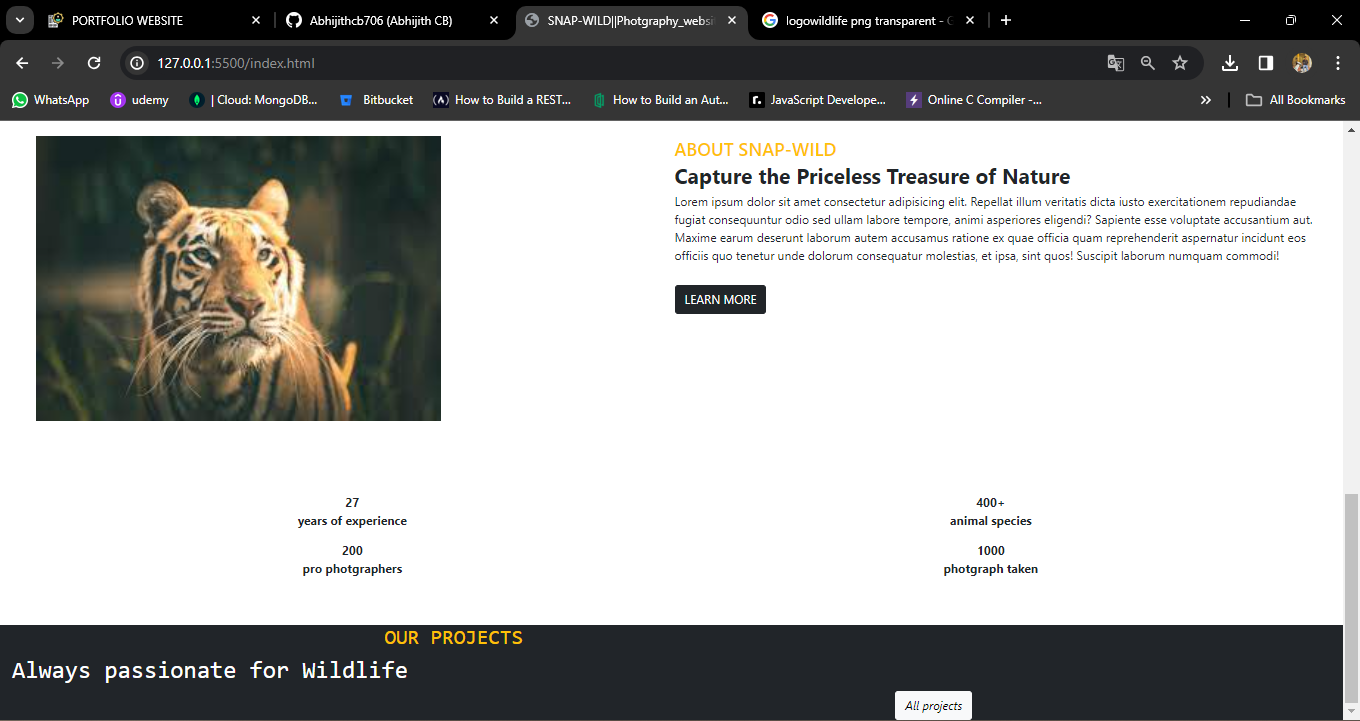 PORTFOLIO WEBSITE
Abhijithcb706 (Abhijith CB)
SNAP-WILD||Photgraphy_websi
logowildlife png transparent - G
127.0.0.1:5500/index.html
WhatsApp
udemy
| Cloud: MongoDB...
Bitbucket
How to Build a REST...
How to Build an Aut...
JavaScript Develope...
Online C Compiler -...
All Bookmarks
ABOUT SNAP-WILD
Capture the Priceless Treasure of Nature
Lorem ipsum dolor sit amet consectetur adipisicing elit. Repellat illum veritatis dicta iusto exercitationem repudiandae
fugiat consequuntur odio sed ullam labore tempore, animi asperiores eligendi? Sapiente esse voluptate accusantium aut.
Maxime earum deserunt laborum autem accusamus ratione ex quae officia quam reprehenderit aspernatur incidunt eos
officiis quo tenetur unde dolorum consequatur molestias, et ipsa, sint quos! Suscipit laborum numquam commodi!
LEARN MORE
27
years of experience
400+
animal species
200
pro photgraphers
1000
photgraph taken
OUR PROJECTS
Always passionate for Wildlife
All projects